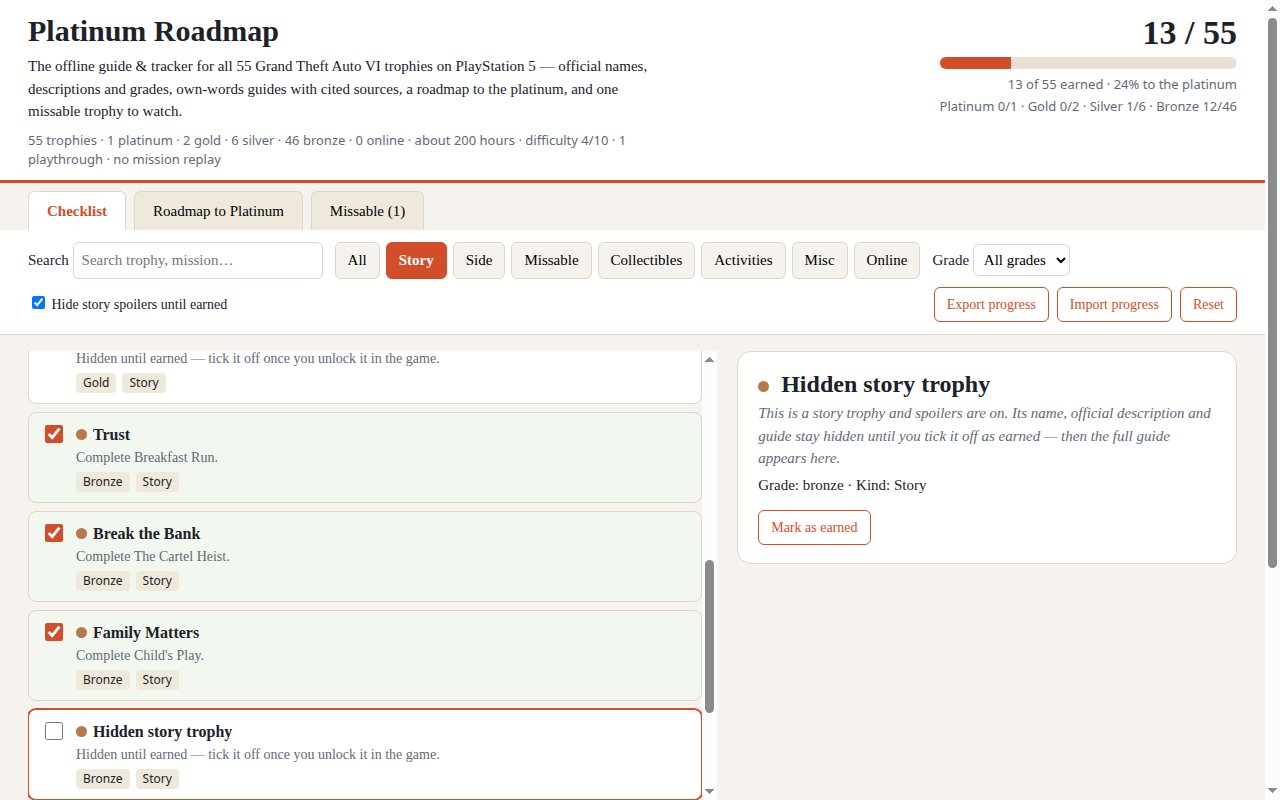 Platinum Roadmap
The offline guide & tracker for all 55 Grand Theft Auto VI trophies on PlayStation 5 — official names,
descriptions and grades, own-words guides with cited sources, a roadmap to the platinum, and one
missable trophy to watch.
55 trophies · 1 platinum · 2 gold · 6 silver · 46 bronze · 0 online · about 200 hours · difficulty 4/10 · 1
playthrough · no mission replay
13 / 55
13 of 55 earned · 24% to the platinum
Platinum 0/1 · Gold 0/2 · Silver 1/6 · Bronze 12/46
Checklist
Roadmap to Platinum
Missable (1)
Search
Search trophy, mission…
All
Story
Side
Missable
Collectibles
Activities
Misc
Online
Grade
All grades
Hide story spoilers until earned
Export progress
Import progress
Reset
Hidden until earned — tick it off once you unlock it in the game.
Gold
Story
Trust
Complete Breakfast Run.
Bronze
Story
Break the Bank
Complete The Cartel Heist.
Bronze
Story
Family Matters
Complete Child's Play.
Bronze
Story
Hidden story trophy
Hidden until earned — tick it off once you unlock it in the game.
Bronze
Story
Hidden story trophy
This is a story trophy and spoilers are on. Its name, official description and
guide stay hidden until you tick it off as earned — then the full guide
appears here.
Grade: bronze · Kind: Story
Mark as earned